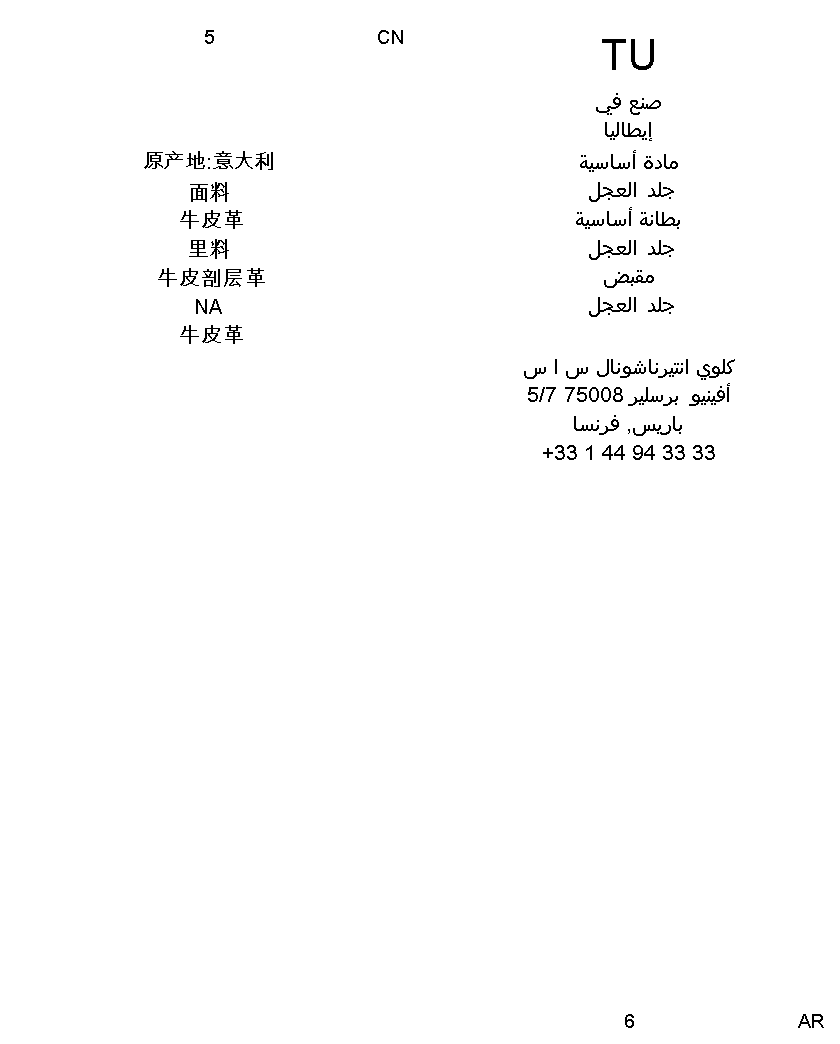 5
CN
原产地:意大利
面料
牛皮革
里料
牛皮剖层革
NA
牛皮革
TU
صنع في
إيطاليا
مادة أساسية
جلد العجل
بطانة أساسية
جلد العجل
مقبض
جلد العجل
كلوي انتيرناشونال س ا س
أفينيو برسلير 75008 5/7
باريس, فرنسا
+33 1 44 94 33 33
6
AR